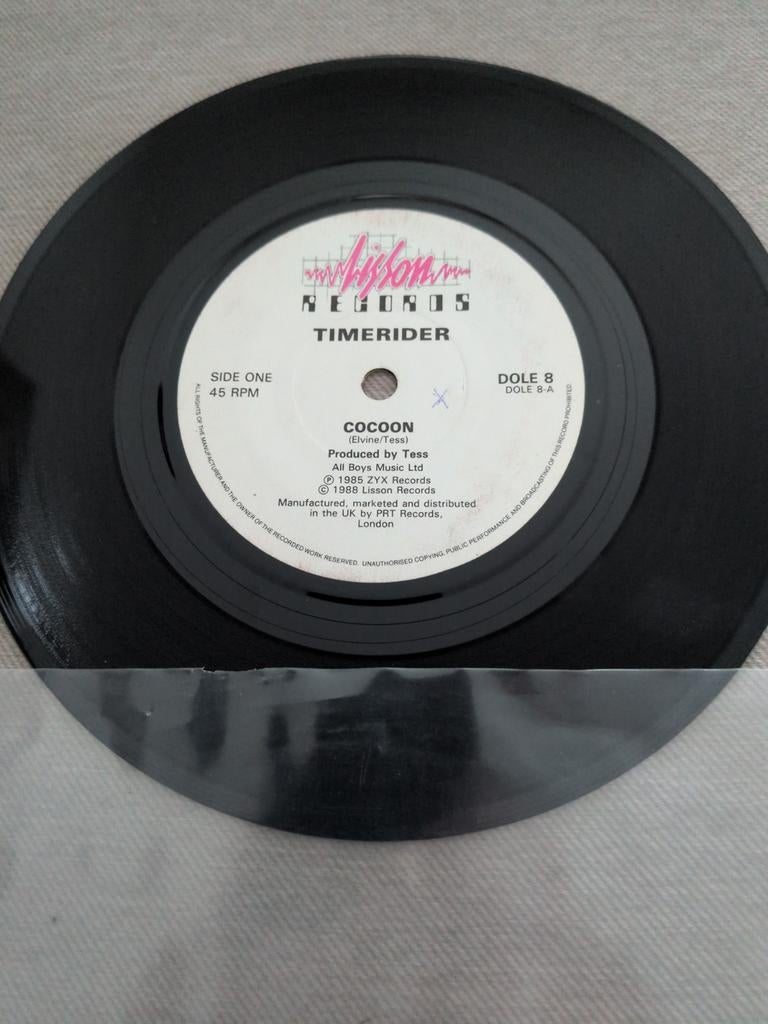 Lisson
RECORDS
TIMERIDER
SIDE ONE
45 RPM
DOLE 8
DOLE 8-A
COCOON
(Elvine/Tess)
Produced by Tess
All Boys Music Ltd
Ⓟ 1985 ZYX Records
© 1988 Lisson Records
Manufactured, marketed and distributed
in the UK by PRT Records,
London
ALL RIGHTS OF THE MANUFACTURER AND THE OWNER OF THE RECORDED WORK RESERVED. UNAUTHORISED COPYING, PUBLIC PERFORMANCE AND BROADCASTING OF THIS RECORD PROHIBITED.